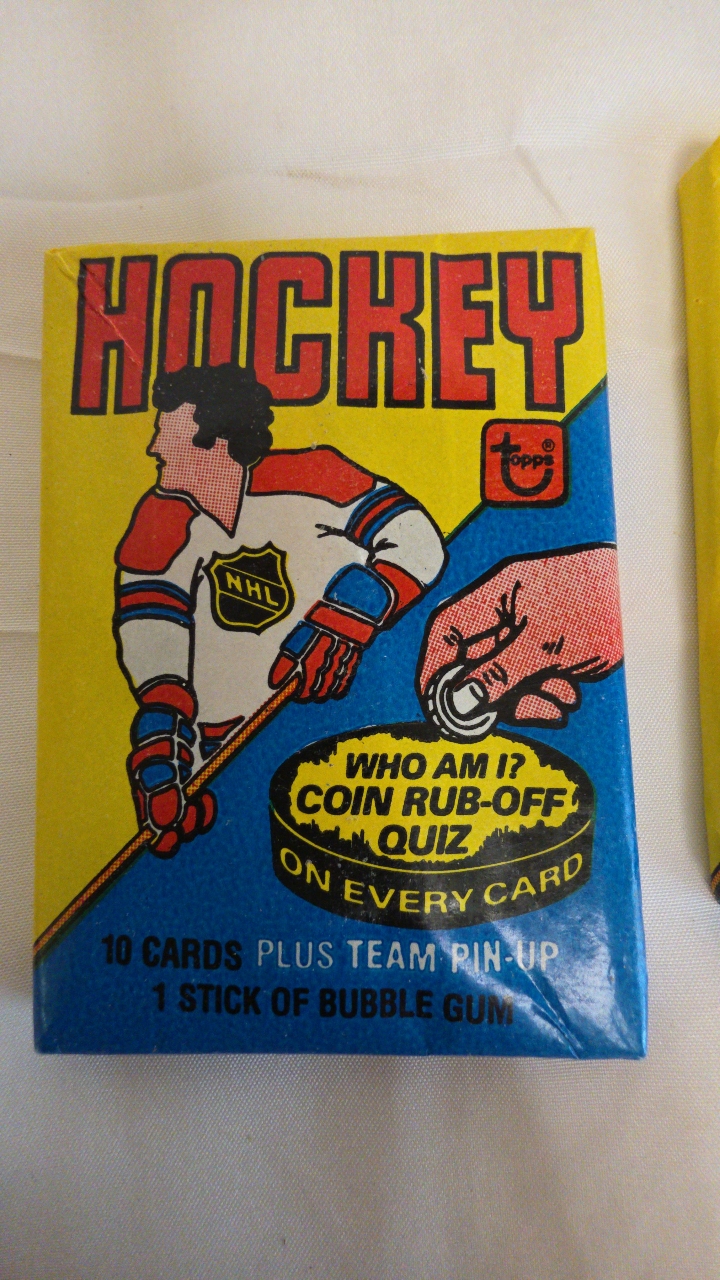 HOCKEY
topps®
NHL
WHO AM I?
COIN RUB-OFF
QUIZ
ON EVERY CARD
10 CARDS PLUS TEAM PIN-UP
1 STICK OF BUBBLE GUM